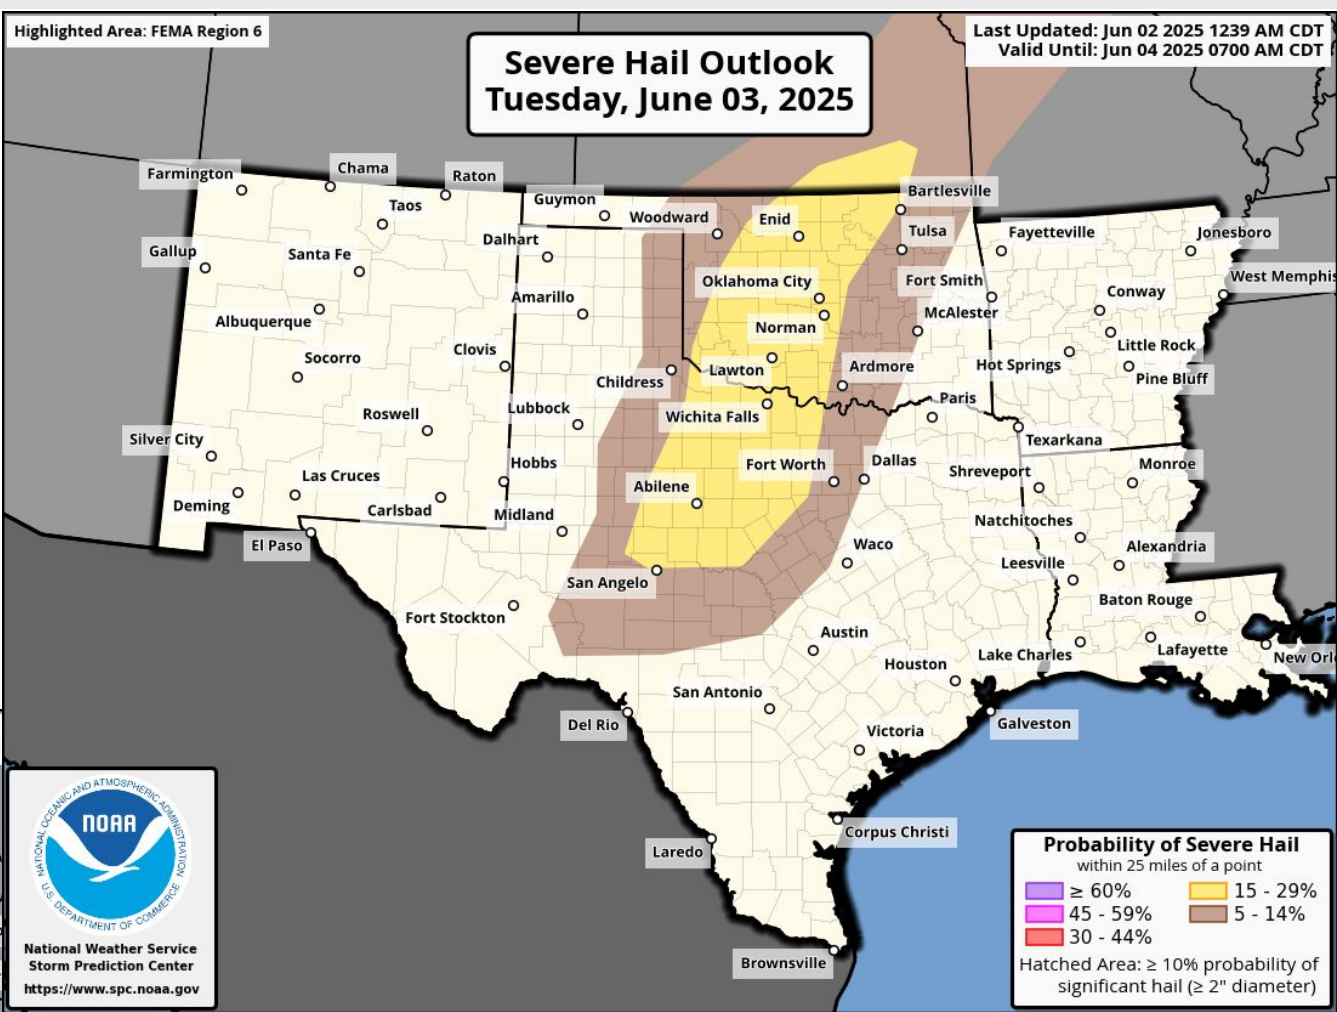 Highlighted Area: FEMA Region 6
Severe Hail Outlook
Tuesday, June 03, 2025
Last Updated: Jun 02 2025 1239 AM CDT
Valid Until: Jun 04 2025 0700 AM CDT
Farmington
Chama
Raton
Taos
Guymon
Woodward
Enid
Bartlesville
Tulsa
Fayetteville
Jonesboro
Gallup
Santa Fe
Dalhart
Oklahoma City
Fort Smith
West Memphis
Amarillo
Conway
Albuquerque
Norman
McAlester
Socorro
Clovis
Little Rock
Childress
Lawton
Ardmore
Hot Springs
Pine Bluff
Roswell
Lubbock
Wichita Falls
Paris
Silver City
Texarkana
Las Cruces
Hobbs
Abilene
Fort Worth
Dallas
Shreveport
Monroe
Deming
Carlsbad
Midland
Natchitoches
El Paso
Waco
Leesville
Alexandria
San Angelo
Baton Rouge
Fort Stockton
Austin
Lake Charles
Lafayette
New Orl
Houston
San Antonio
Del Rio
Victoria
Galveston
Corpus Christi
Laredo
Brownsville
NATIONAL OCEANIC AND ATMOSPHERIC ADMINISTRATION
NOAA
U.S. DEPARTMENT OF COMMERCE
National Weather Service
Storm Prediction Center
https://www.spc.noaa.gov
Probability of Severe Hail
within 25 miles of a point
≥ 60%
15 - 29%
45 - 59%
5 - 14%
30 - 44%
Hatched Area: ≥ 10% probability of
significant hail (≥ 2" diameter)